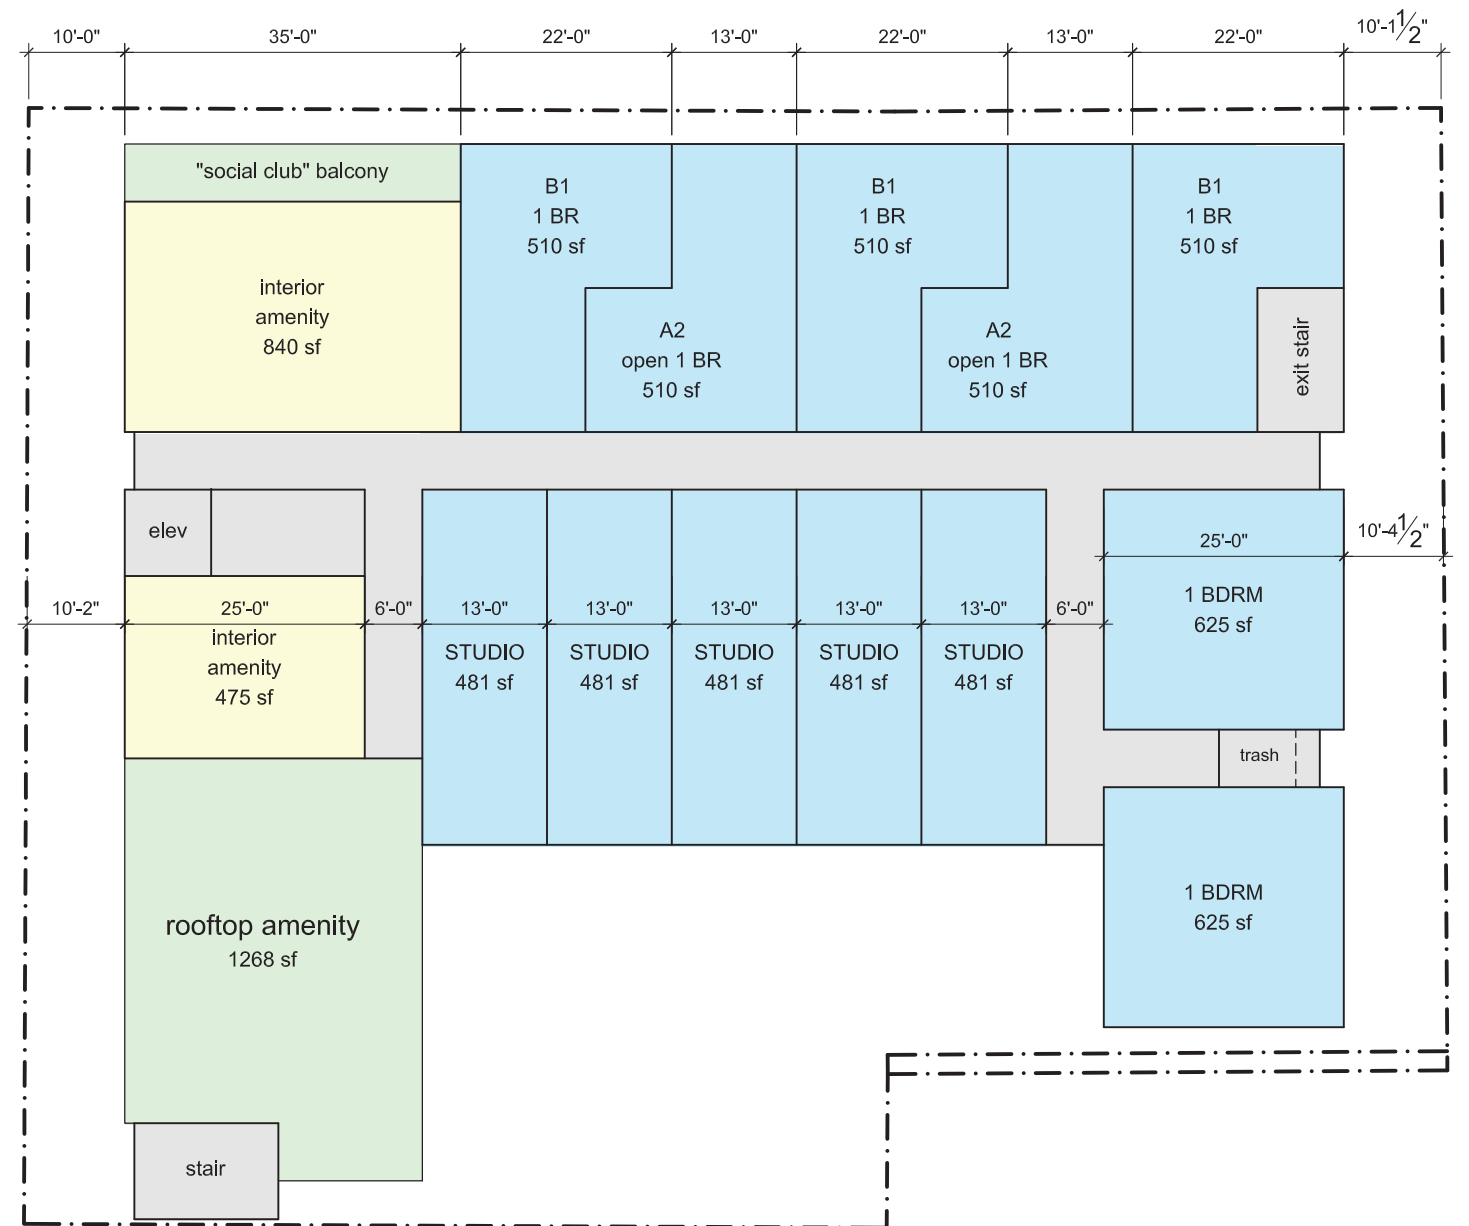 10'-0" 35'-0" 22'-0" 13'-0" 22'-0" 13'-0" 22'-0" 10'-1½"
"social club" balcony
B1
1 BR
510 sf
B1
1 BR
510 sf
B1
1 BR
510 sf
interior
amenity
840 sf
A2
open 1 BR
510 sf
A2
open 1 BR
510 sf
exit stair
elev
25'-0" 10'-4½"
10'-2" 25'-0" 6'-0" 13'-0" 13'-0" 13'-0" 13'-0" 13'-0" 6'-0"
interior
amenity
475 sf
STUDIO
481 sf
STUDIO
481 sf
STUDIO
481 sf
STUDIO
481 sf
STUDIO
481 sf
1 BDRM
625 sf
trash
1 BDRM
625 sf
rooftop amenity
1268 sf
stair